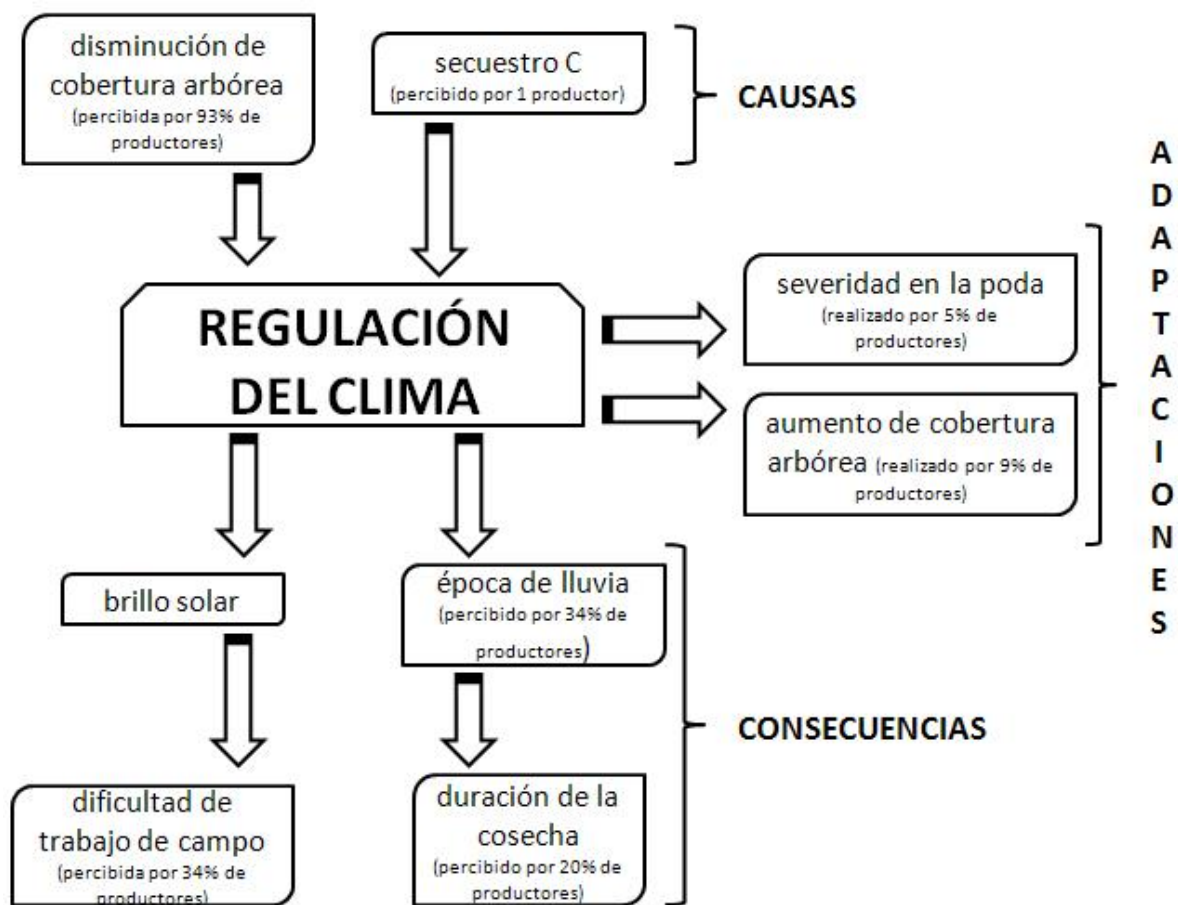 disminución de
cobertura arbórea
(percibida por 93% de
productores)
secuestro C
(percibido por 1 productor)
CAUSAS
REGULACIÓN
DEL CLIMA
severidad en la poda
(realizado por 5% de
productores)
aumento de cobertura
arbórea (realizado por 9% de
productores)
ADAPTACIONES
brillo solar
época de lluvia
(percibido por 34% de
productores)
CONSECUENCIAS
dificultad de
trabajo de campo
(percibida por 34% de
productores)
duración de la
cosecha
(percibido por 20% de
productores)